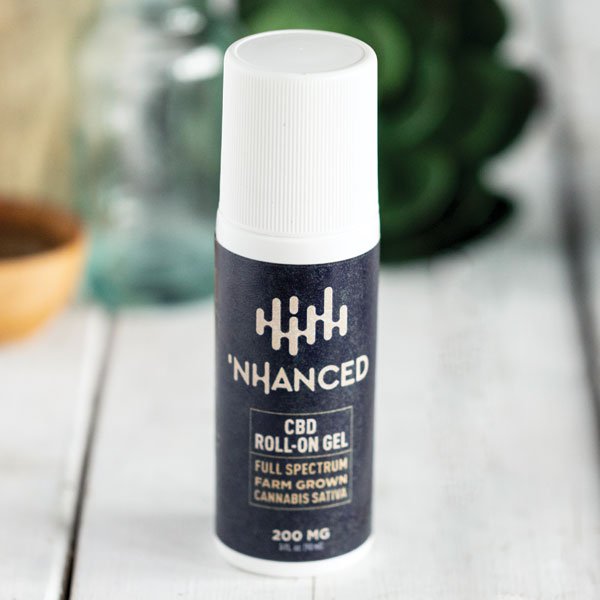 'NHANCED
CBD
ROLL-ON GEL
FULL SPECTRUM
FARM GROWN
CANNABIS SATIVA
200 MG